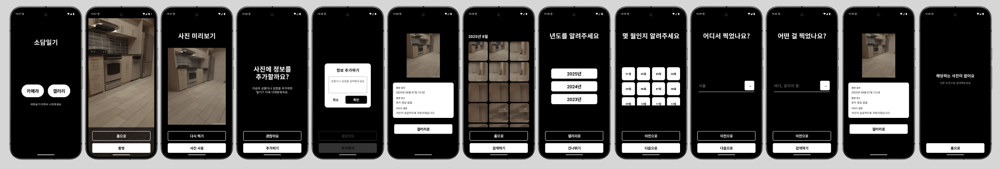 10:37
소담일기
카메라
갤러리
버튼을 터치하여 시작하세요
10:37
홈으로
촬영
10:37
사진 미리보기
다시 찍기
사진 사용
10:38
사진에 정보를
추가할까요?
지금의 상황이나 감정을 추가하면
일기가 더욱 다채로워져요.
괜찮아요
추가하기
10:38
정보 추가하기
상황이나 감정을 입력해주세요
취소
확인
괜찮아요
추가하기
10:38
촬영 일자
2025년 08월 07일 10:38
촬영 장소
위치 정보 없음
이미지 설명
사진이 성공적으로 저장되었습니다.
갤러리로
10:38
2025년 8월
홈으로
검색하기
10:38
년도를 알려주세요
2025년
2024년
2023년
갤러리로
건너뛰기
10:39
몇 월인지 알려주세요
01월 02월 03월 04월
05월 06월 07월 08월
09월 10월 11월 12월
이전으로
다음으로
10:39
어디서 찍었나요?
서울
→
이전으로
다음으로
10:40
어떤 걸 찍었나요?
바다, 강아지 등
→
이전으로
검색하기
10:38
촬영 일자
2025년 08월 07일 10:38
촬영 장소
위치 정보 없음
이미지 설명
사진이 성공적으로 저장되었습니다.
갤러리로
10:40
해당하는 사진이 없어요
다른 조건으로 검색해보세요
홈으로